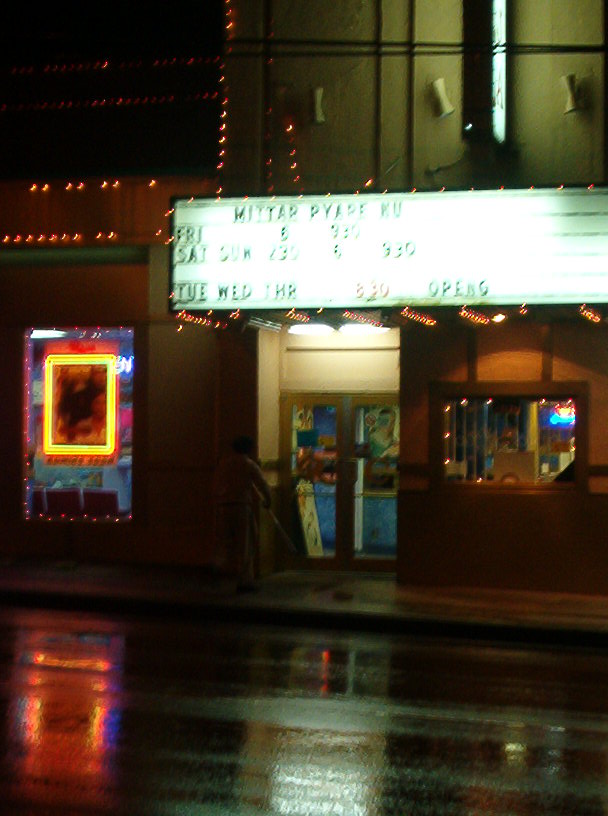 MITTAR PYARE NU
FRI 6 930
SAT SUN 230 6 930
TUE WED THR 830 OPENG